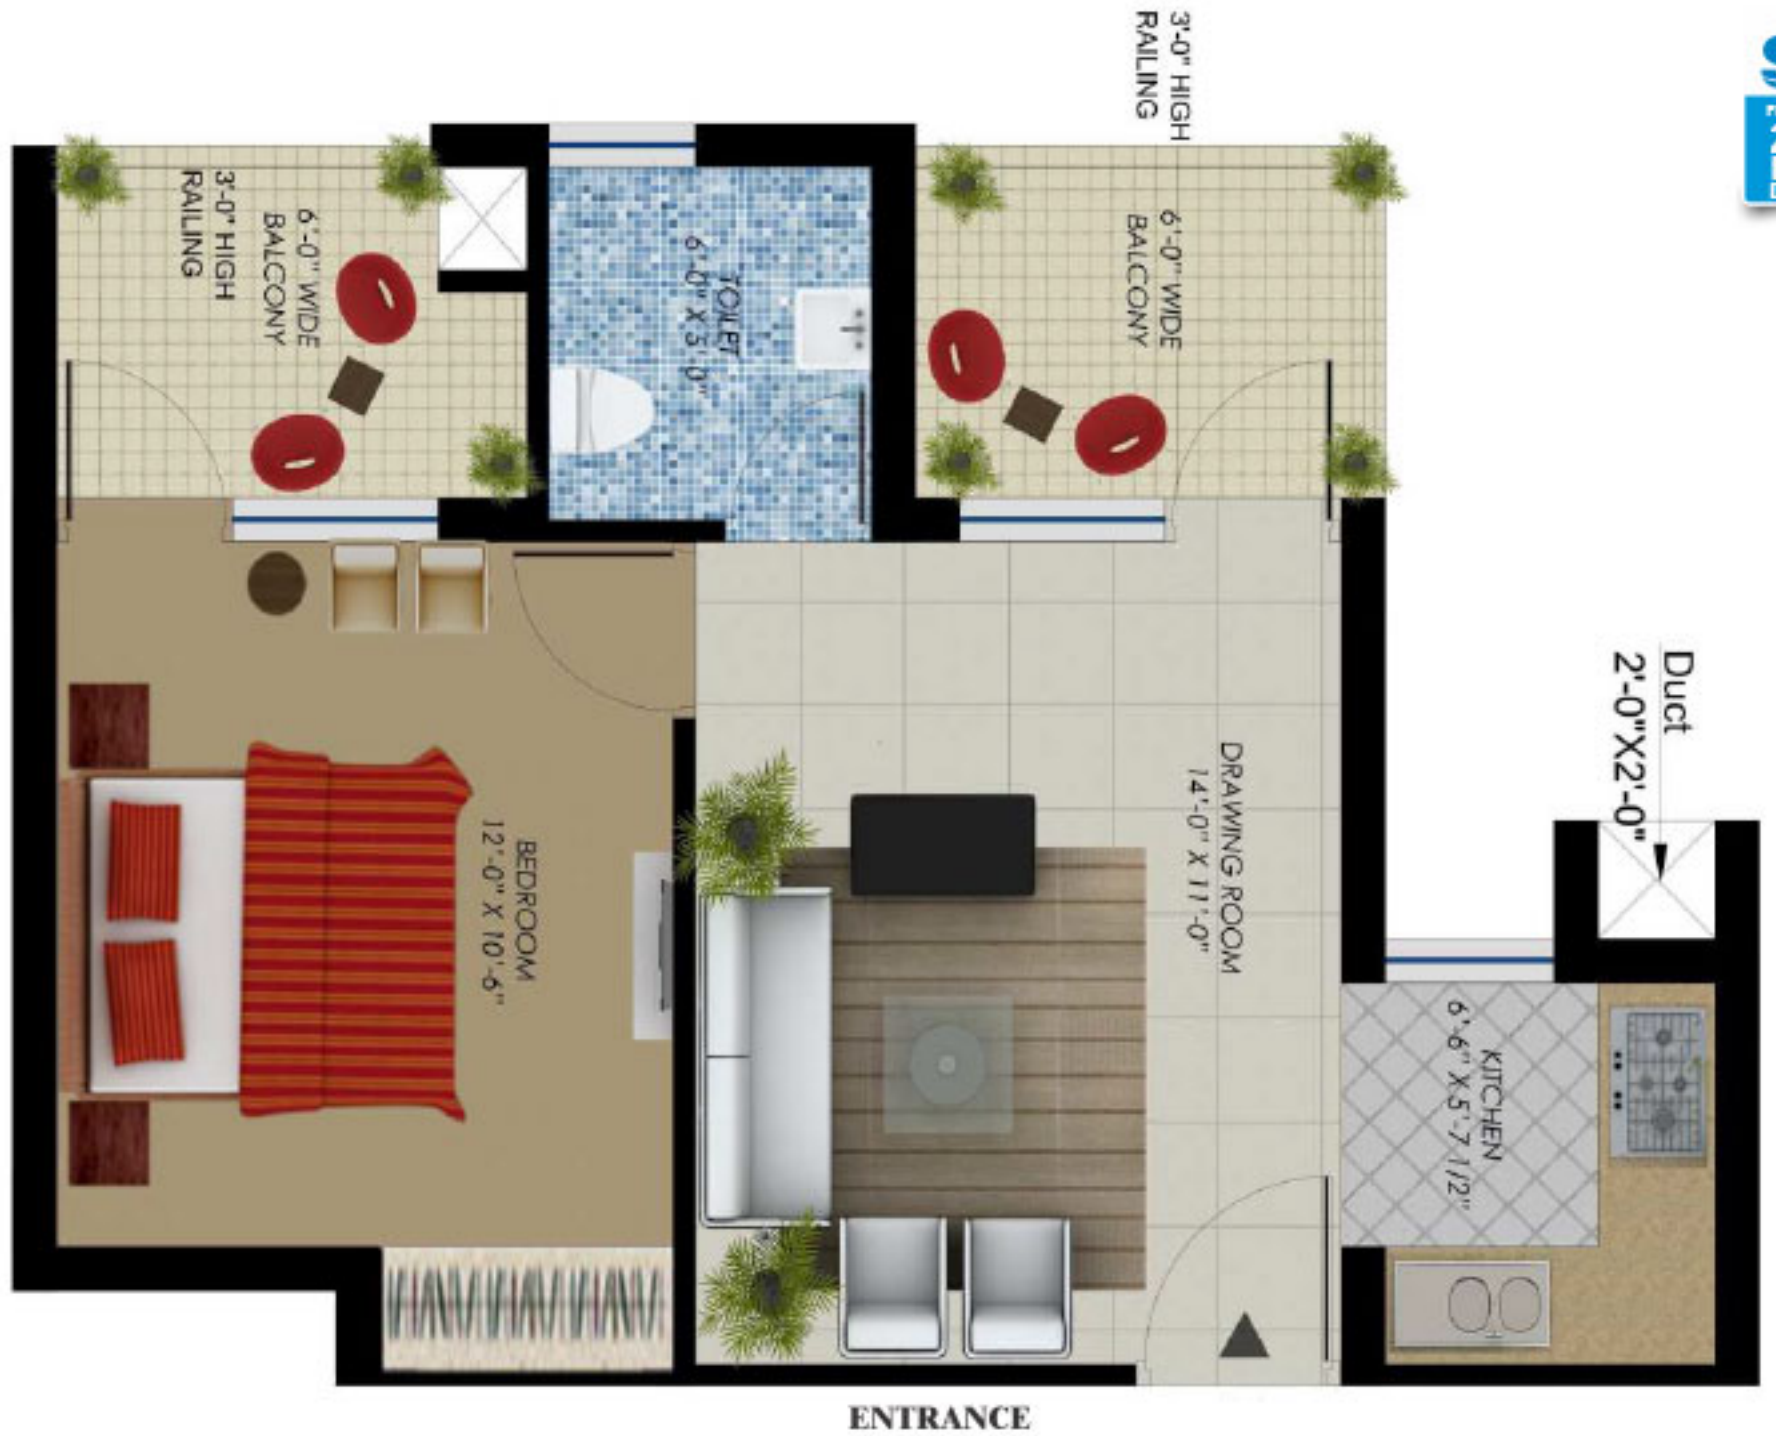 3'-0" HIGH
RAILING
6'-0" WIDE
BALCONY
3'-0" HIGH
RAILING
TOILET
6'-0" X 5'-0"
6'-0" WIDE
BALCONY
Duct
2'-0"X2'-0"
DRAWING ROOM
14'-0" X 11'-0"
BEDROOM
12'-0" X 10'-6"
KITCHEN
6'-6" X 5'-7 1/2"
ENTRANCE